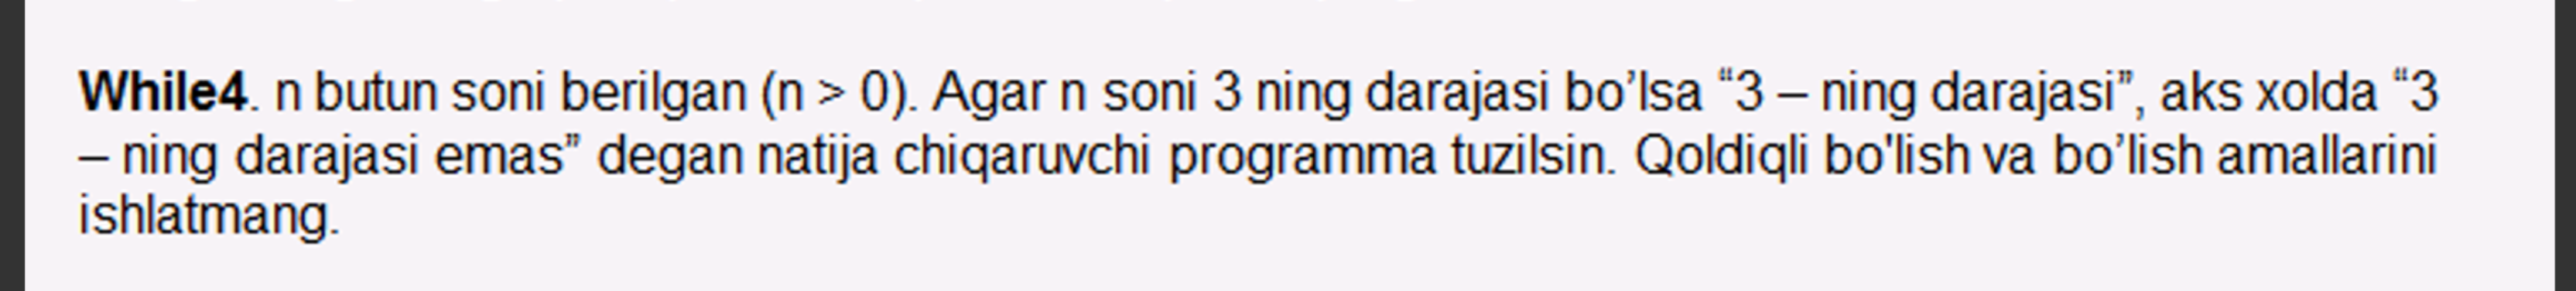 While4. n butun soni berilgan (n > 0). Agar n soni 3 ning darajasi bo’lsa “3 – ning darajasi”, aks xolda “3
– ning darajasi emas” degan natija chiqaruvchi programma tuzilsin. Qoldiqli bo'lish va bo’lish amallarini
ishlatmang.